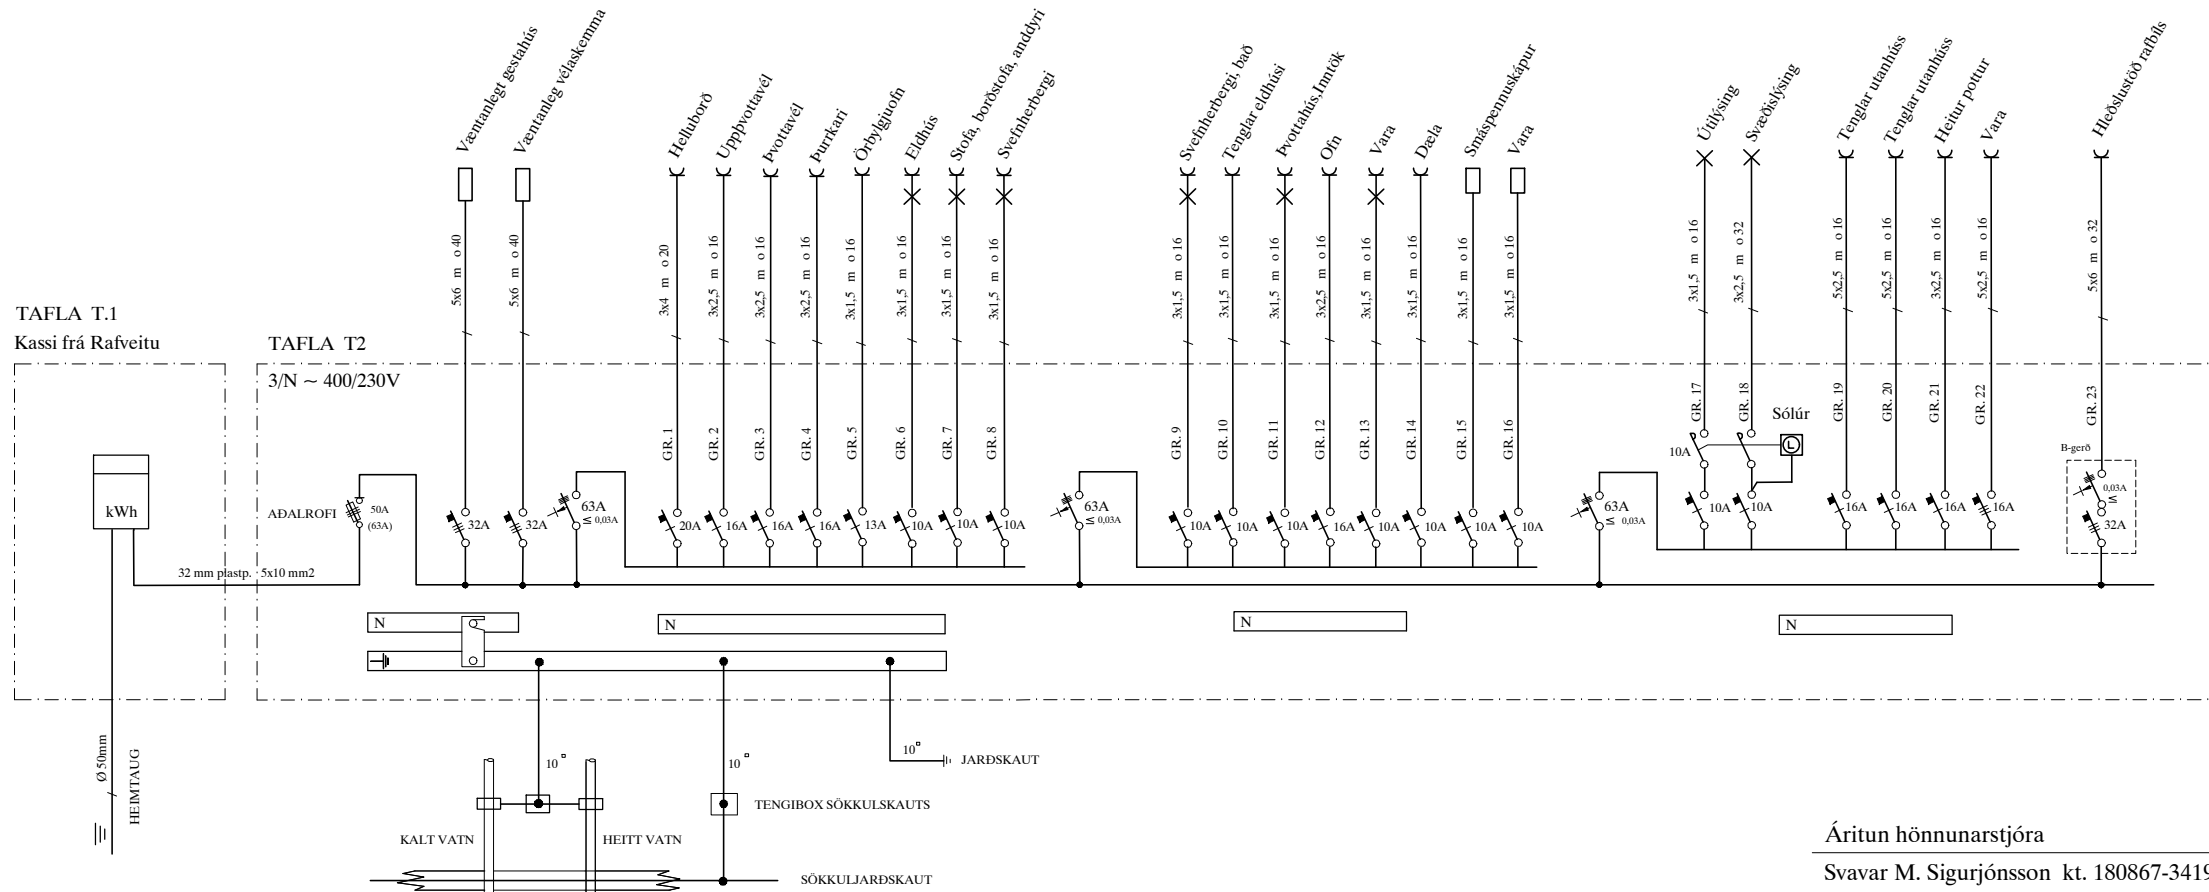 Væntanlegt gestahús
Væntanleg vélaskemma
Helluborð
Uppþvottavél
Þvottavél
Þurkari
Örbylgjuofn
Eldhús
Stofa, borðstofa, anddyri
Svefnherbergi
Svefnherbergi, bað
Tenglar eldhúsi
Þvottahús,Inntök
Ofn
Vara
Dæla
Smáspennuskápur
Vara
Útilýsing
Svæðislýsing
Tenglar utanhúss
Tenglar utanhúss
Heitur pottur
Vara
Hleðslustöð rafbíls
5x6 m o 40
5x6 m o 40
3x4 m o 20
3x2,5 m o 16
3x2,5 m o 16
3x2,5 m o 16
3x1,5 m o 16
3x1,5 m o 16
3x1,5 m o 16
3x1,5 m o 16
3x1,5 m o 16
3x1,5 m o 16
3x1,5 m o 16
3x2,5 m o 16
3x1,5 m o 16
3x1,5 m o 16
3x1,5 m o 16
3x1,5 m o 16
3x1,5 m o 16
3x2,5 m o 32
5x2,5 m o 16
5x2,5 m o 16
3x2,5 m o 16
5x2,5 m o 16
5x6 m o 32
TAFLA T.1
Kassi frá Rafveitu
TAFLA T2
3/N ~ 400/230V
GR. 1
GR. 2
GR. 3
GR. 4
GR. 5
GR. 6
GR. 7
GR. 8
GR. 9
GR. 10
GR. 11
GR. 12
GR. 13
GR. 14
GR. 15
GR. 16
GR. 17
GR. 18
GR. 19
GR. 20
GR. 21
GR. 22
GR. 23
Sólúr
L
10A
B-gerð
kWh
AÐALROFI
50A
(63A)
32A
32A
63A
≤ 0,03A
20A
16A
16A
16A
13A
10A
10A
10A
63A
≤ 0,03A
10A
10A
10A
16A
10A
10A
10A
10A
63A
≤ 0,03A
10A
10A
16A
16A
16A
16A
0,03A
≤
32A
32 mm plastp. 5x10 mm2
N
N
N
N
Ø 50mm
HEIMTAUG
10
10
10
JARÐSKAUT
TENGIBOX SÖKKULSKAUTS
KALT VATN
HEITT VATN
SÖKKULJARÐSKAUT
Áritun hönnunarstjóra
Svavar M. Sigurjónsson kt. 180867-3419